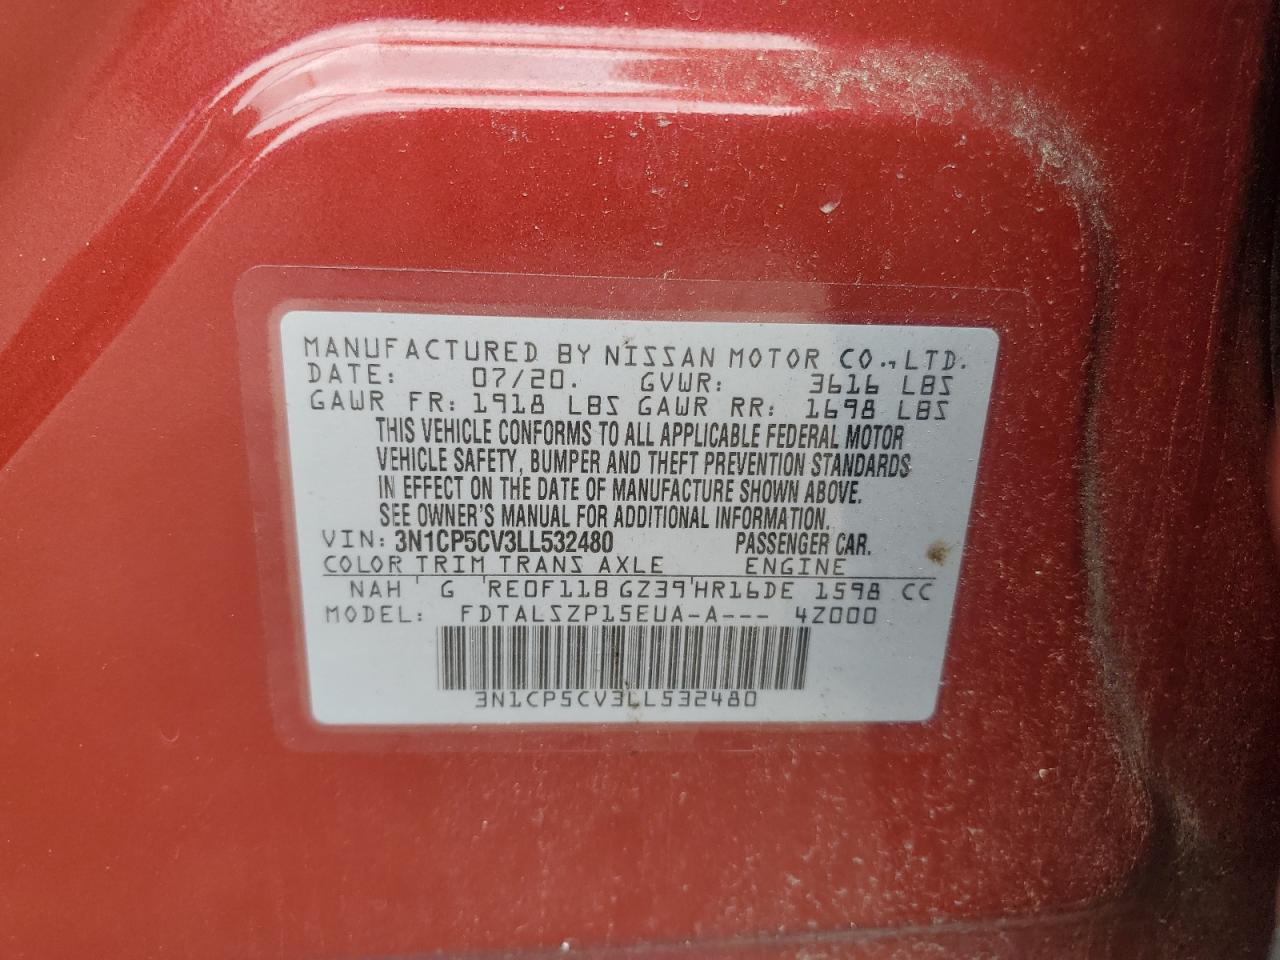 MANUFACTURED BY NISSAN MOTOR CO., LTD.
DATE: 07/20. GVWR: 3616 LBS
GAWR FR: 1918 LBS GAWR RR: 1698 LBS
THIS VEHICLE CONFORMS TO ALL APPLICABLE FEDERAL MOTOR
VEHICLE SAFETY, BUMPER AND THEFT PREVENTION STANDARDS
IN EFFECT ON THE DATE OF MANUFACTURE SHOWN ABOVE.
SEE OWNER'S MANUAL FOR ADDITIONAL INFORMATION.
VIN: 3N1CP5CV3LL532480 PASSENGER CAR.
COLOR TRIM TRANS AXLE ENGINE
NAH G RE0F11B GZ39 HR16DE 1598 CC
MODEL: FDTALSZP15EUA-A--- 4Z000
3N1CP5CV3LL532480